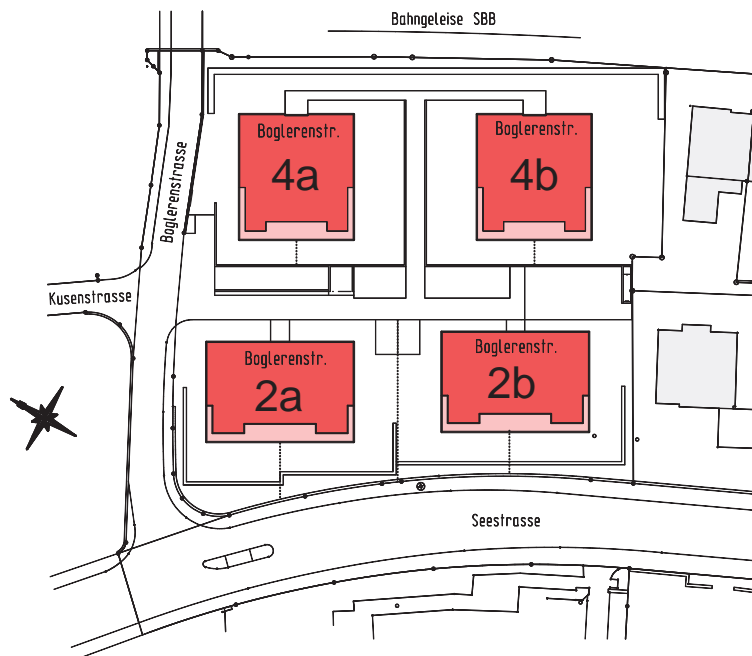 Bahngeleise SBB
Boglerenstr.
4a
Boglerenstr.
4b
Boglerenstrasse
Kusenstrasse
Boglerenstr.
2a
Boglerenstr.
2b
Seestrasse